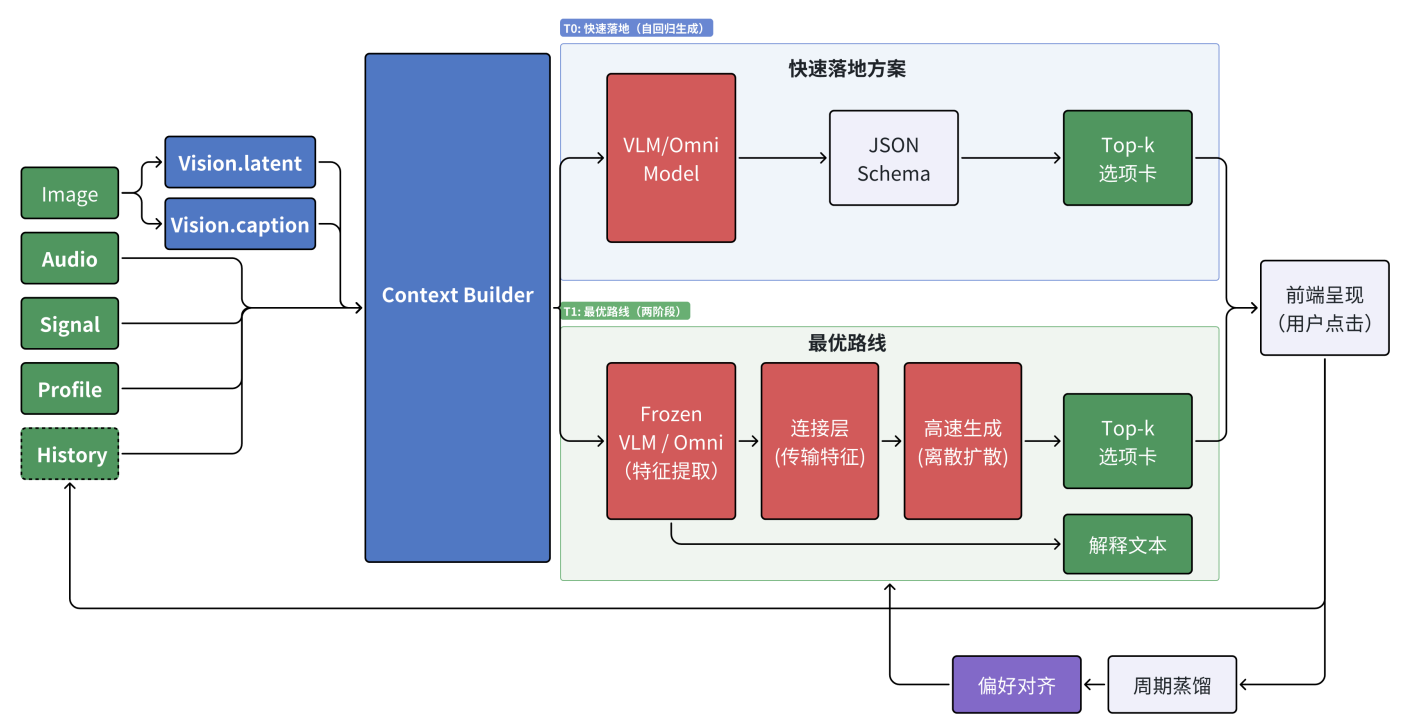 T0: 快速落地（自回归生成）
快速落地方案
VLM/Omni
Model
JSON
Schema
Top-k
选项卡
Image
Vision.latent
Vision.caption
Audio
Signal
Profile
History
Context Builder
前端呈现
（用户点击）
T1: 最优路线（两阶段）
最优路线
Frozen
VLM / Omni
（特征提取）
连接层
(传输特征)
高速生成
(离散扩散)
Top-k
选项卡
解释文本
偏好对齐
周期蒸馏